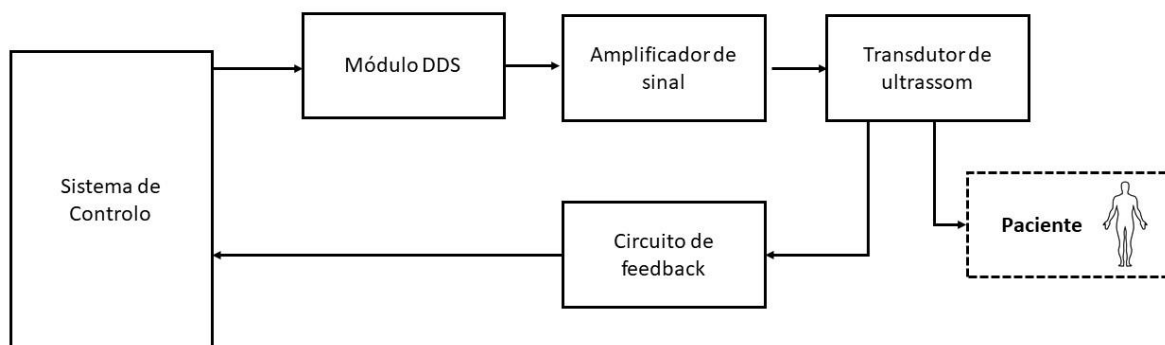 Sistema de
Controlo
Módulo DDS
Amplificador de
sinal
Transdutor de
ultrassom
Circuito de
feedback
Paciente